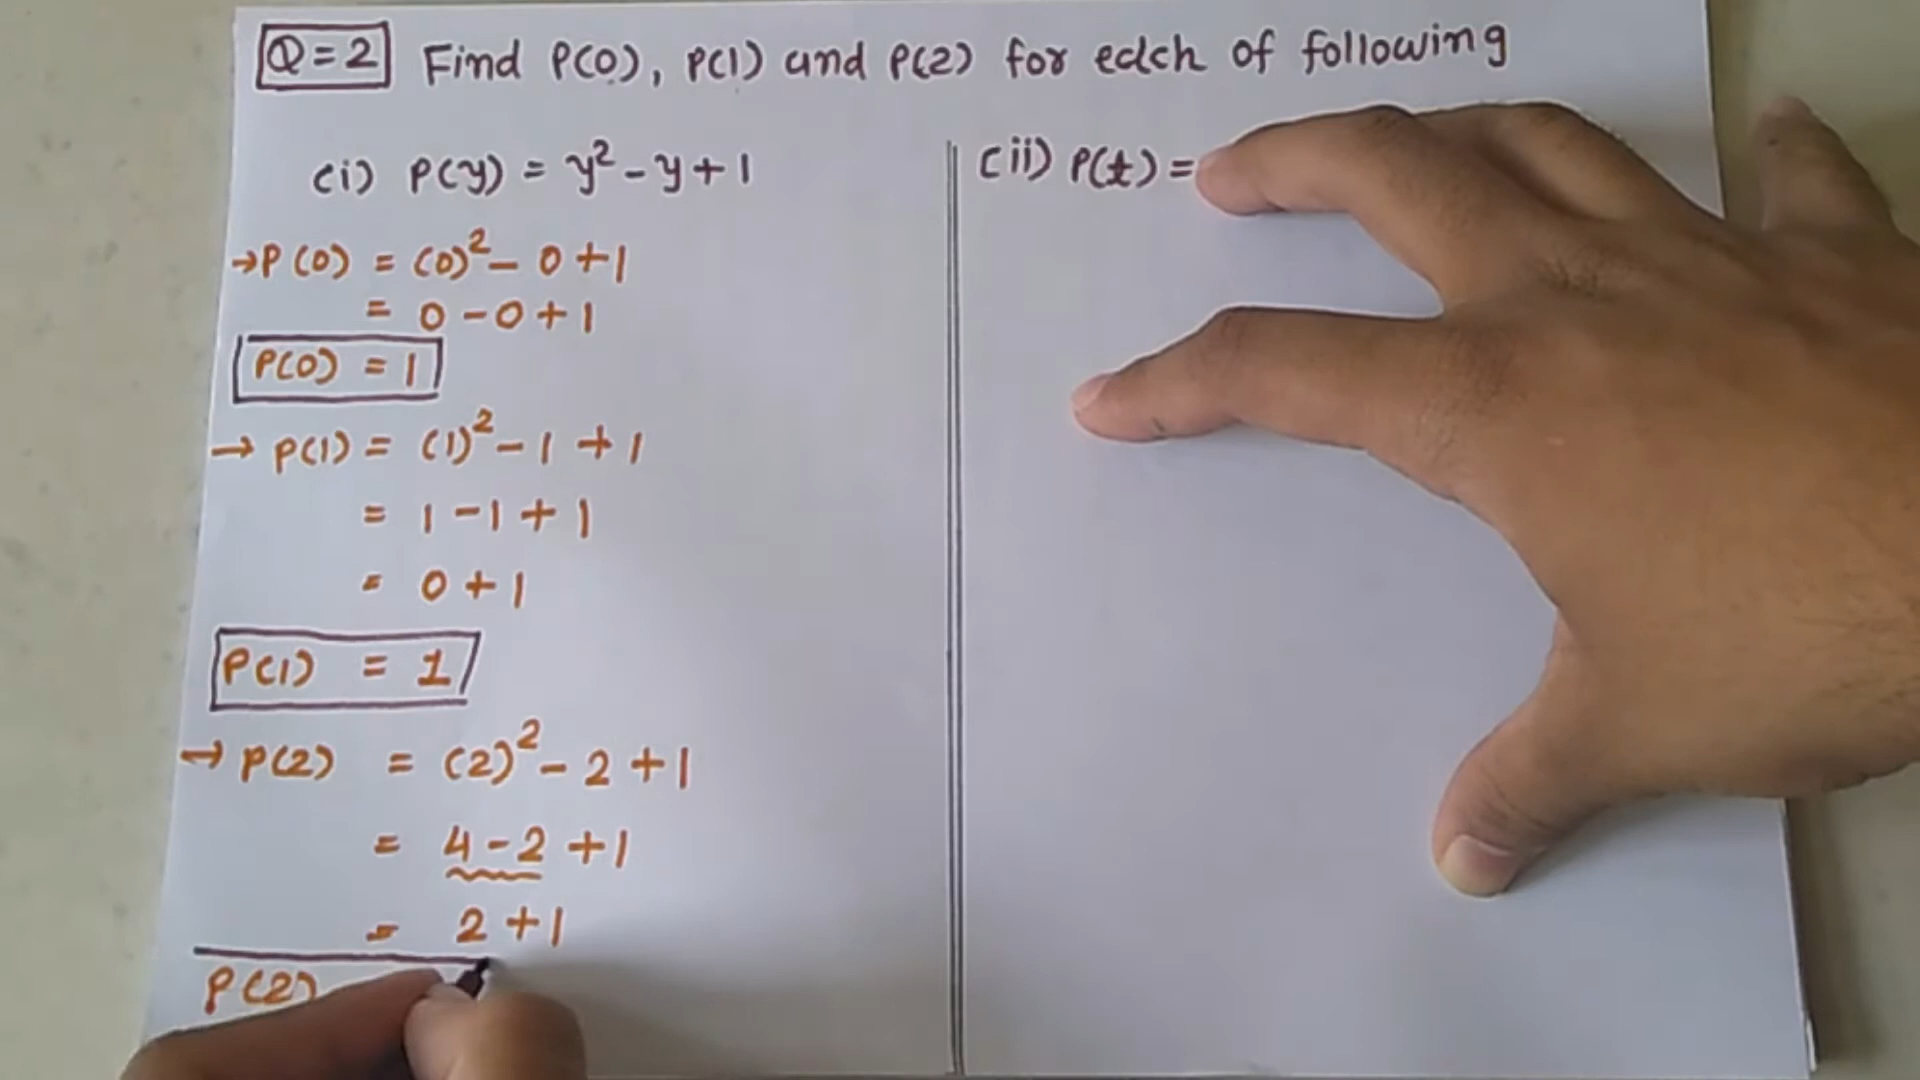 Q=2 Find P(0), P(1) and P(2) for edch of following
(i) P(y) = y² - y + 1
→P(0) = (0)² - 0 + 1
= 0 - 0 + 1
P(0) = 1
→ P(1) = (1)² - 1 + 1
= 1 - 1 + 1
= 0 + 1
P(1) = 1
→ P(2) = (2)² - 2 + 1
= 4 - 2 + 1
= 2 + 1
P(2)
(ii) P(t) =